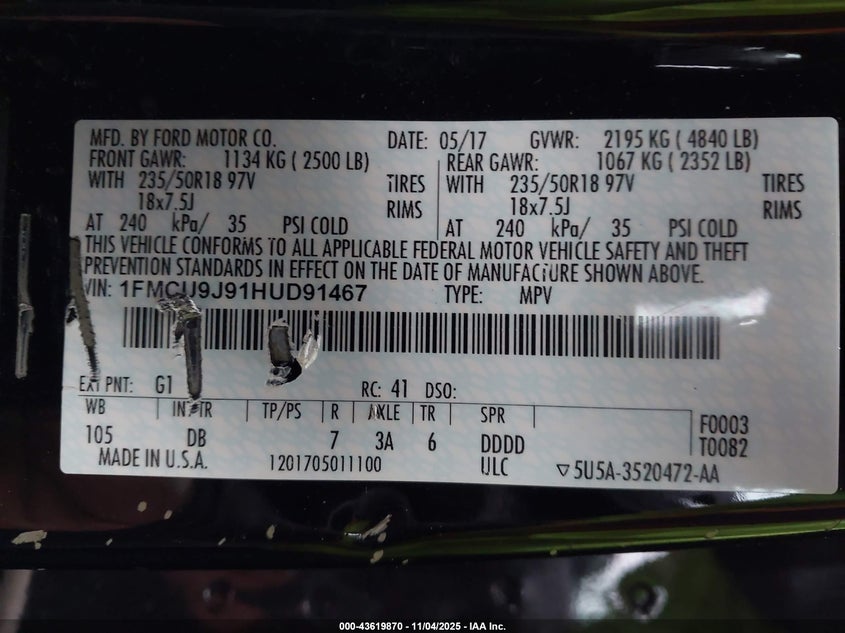 MFD. BY FORD MOTOR CO. DATE: 05/17 GVWR: 2195 KG ( 4840 LB)
FRONT GAWR: 1134 KG ( 2500 LB) REAR GAWR: 1067 KG ( 2352 LB)
WITH 235/50R18 97V TIRES WITH 235/50R18 97V TIRES
18x7.5J RIMS 18x7.5J RIMS
AT 240 kPa/ 35 PSI COLD AT 240 kPa/ 35 PSI COLD
THIS VEHICLE CONFORMS TO ALL APPLICABLE FEDERAL MOTOR VEHICLE SAFETY AND THEFT
PREVENTION STANDARDS IN EFFECT ON THE DATE OF MANUFACTURE SHOWN ABOVE.
VIN: 1FMCU9J91HUD91467 TYPE: MPV
EXT PNT: G1 RC: 41 DSO:
WB INT TR TP/PS R AXLE TR SPR F0003
105 DB 7 3A 6 DDDD T0082
MADE IN U.S.A. 1201705011100 ULC ▽5U5A-3520472-AA
000-43619870 - 11/04/2025 - IAA Inc.